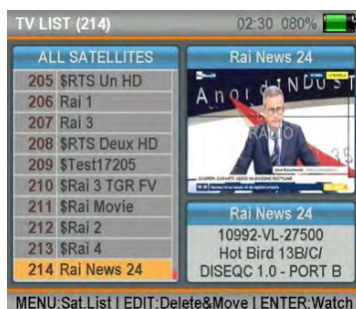 TV LIST (214)
02:30 080%
ALL SATELLITES
205 $RTS Un HD
206 Rai 1
207 Rai 3
208 $RTS Deux HD
209 $Test17205
210 $Rai 3 TGR FV
211 $Rai Movie
212 $Rai 2
213 $Rai 4
214 Rai News 24
Rai News 24
Rai News 24
10992-VL-27500
Hot Bird 13B/C/
DISEQC 1.0 - PORT B
MENU:Sat.List | EDIT:Delete&Move | ENTER:Watch